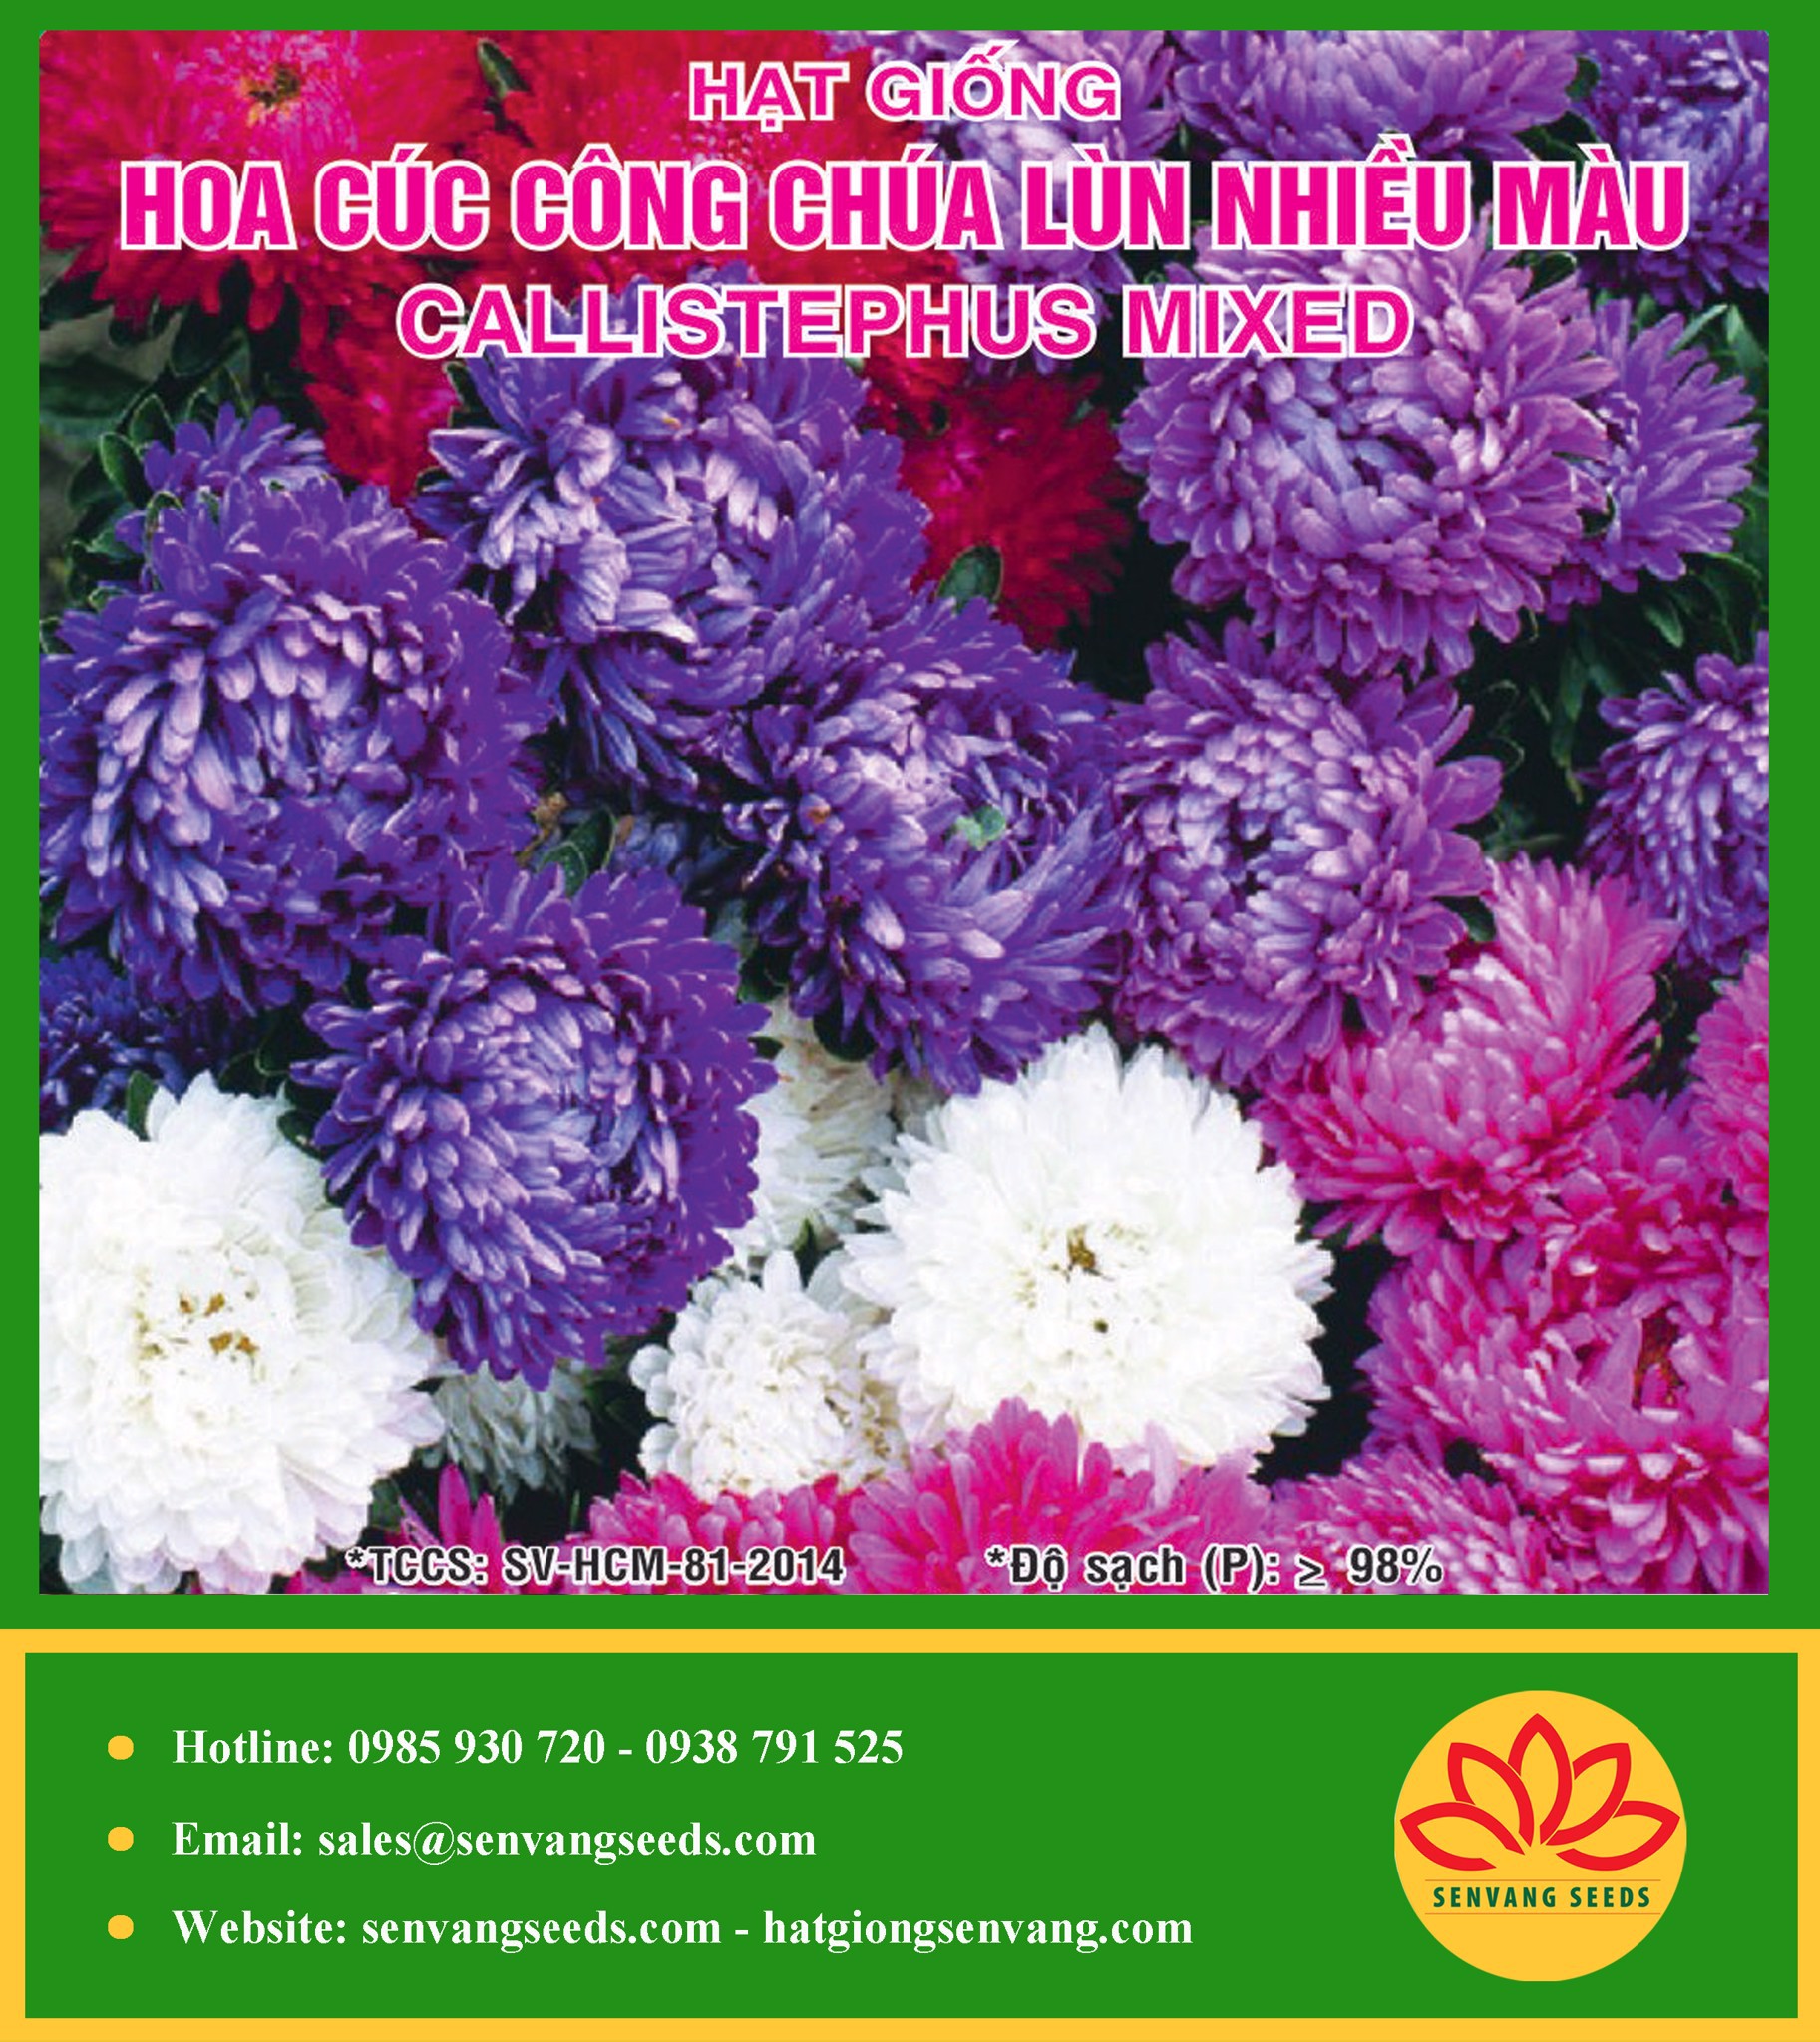 HẠT GIỐNG
HOA CÚC CÔNG CHÚA LÙN NHIỀU MÀU
CALLISTEPHUS MIXED
*TCCS: SV-HCM-81-2014 *Độ sạch (P): ≥ 98%
Hotline: 0985 930 720 - 0938 791 525
Email: sales@senvangseeds.com
Website: senvangseeds.com - hatgiongsenvang.com
SENVANG SEEDS